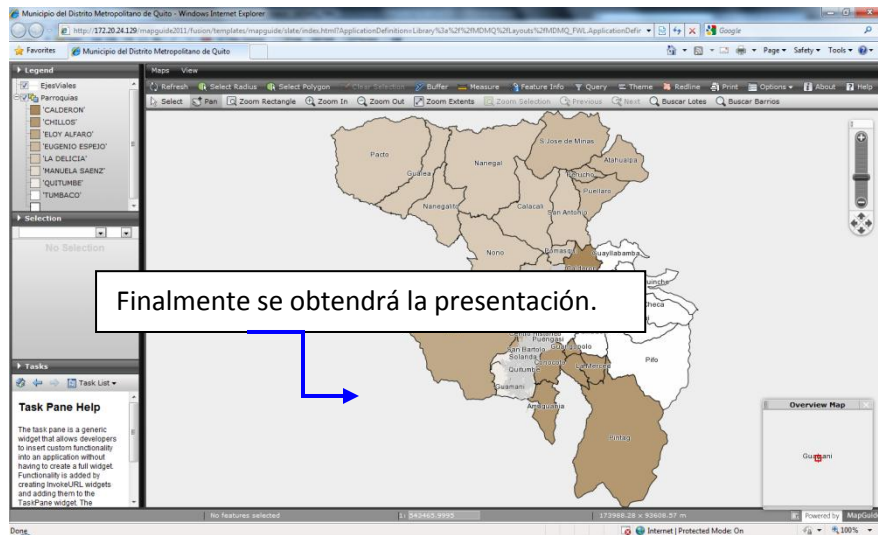 Municipio del Distrito Metropolitano de Quito - Windows Internet Explorer
http://172.20.24.129/mapguide2011/fusion/templates/mapguide/slate/index.html?ApplicationDefinition=Library%3a%2f%2fMDMQ%2fLayouts%2fMDMQ_FWL.ApplicationDefir
Google
Favorites
Municipio del Distrito Metropolitano de Quito
Page
Safety
Tools
Legend
Maps View
EjesViales
Parroquias
'CALDERON'
'CHILLOS'
'ELOY ALFARO'
'EUGENIO ESPEJO'
'LA DELICIA'
'MANUELA SAENZ'
'QUITUMBE'
'TUMBACO'
Refresh Select Radius Select Polygon Clear Selection Buffer Measure Feature Info Query Theme Redline Print Options About Help
Select Pan Zoom Rectangle Zoom In Zoom Out Zoom Extents Zoom Selection Previous Next Buscar Lotes Buscar Barrios
Selection
No Selection
S.Jose de Minas
Pacto
Nanegal
Atahualpa
Gualea
Perucho
Puellaro
Nanegalito
Calacali
San Antonio
Nono
Pomasqui
Guayllabamba
Calderon
Finalmente se obtendrá la presentación.
Puengasi
San Bartolo
Guangopolo
Solanda
Conocoto
Pifo
Quitumbe
La Merced
Guamani
Amaguaña
Pintag
Tasks
Task List
Task Pane Help
The task pane is a generic
widget that allows developers
to insert custom functionality
into an application without
having to create a full widget.
Functionality is added by
creating InvokeURL widgets
and adding them to the
TaskPane widget. The
Overview Map
Guamani
No features selected
1: 542465.9995
173988.28 x 93608.57 m
Powered by MapGuide
Done
Internet | Protected Mode: On
100%